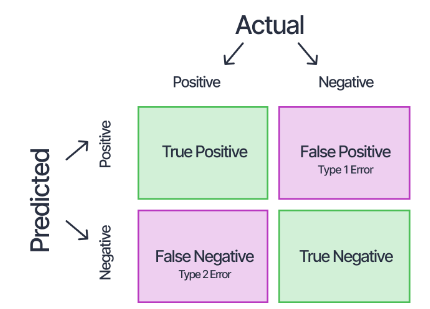 Actual
Positive
Negative
Predicted
Positive
True Positive
False Positive
Type 1 Error
Negative
False Negative
Type 2 Error
True Negative